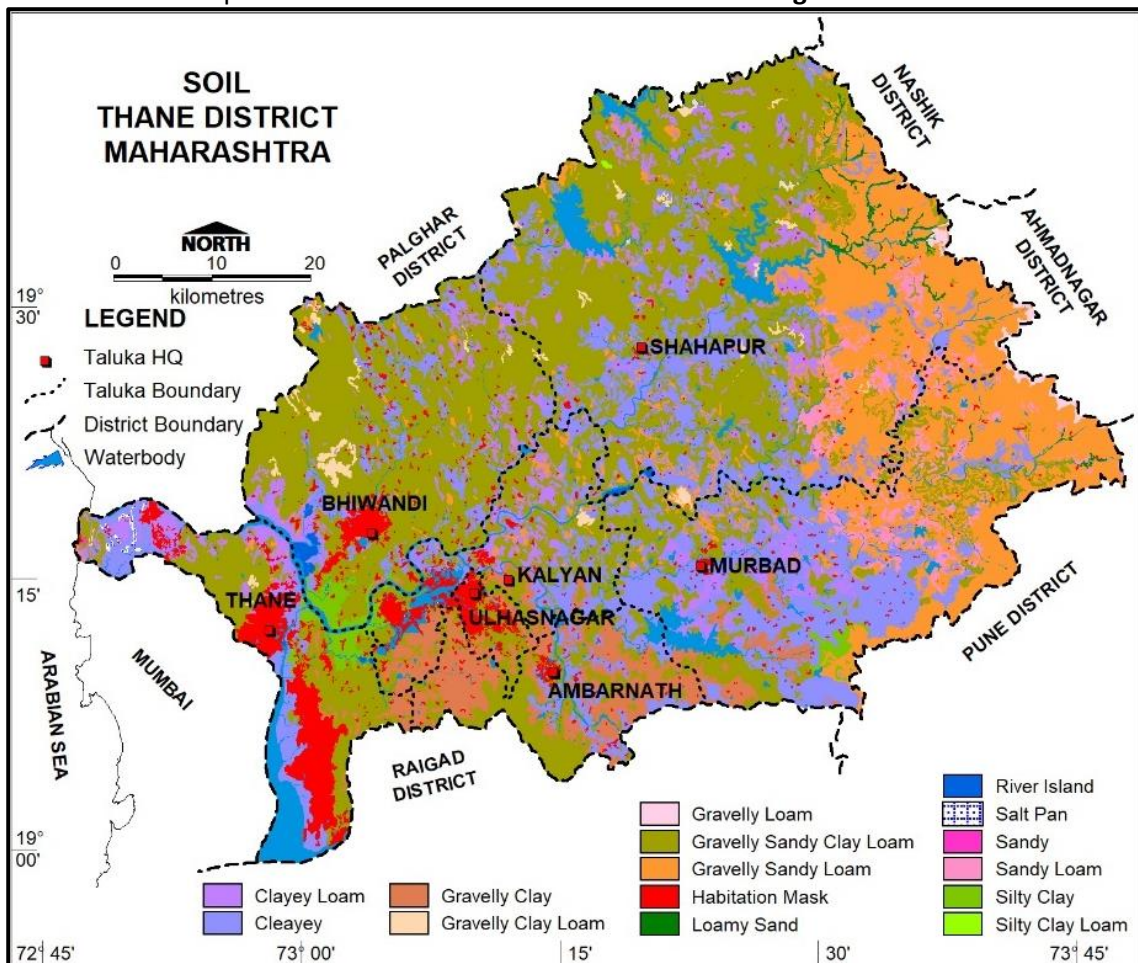 SOIL
THANE DISTRICT
MAHARASHTRA
NORTH
0 10 20
kilometres
LEGEND
Taluka HQ
Taluka Boundary
District Boundary
Waterbody
NASHIK
DISTRICT
AHMADNAGAR
DISTRICT
PALGHAR
DISTRICT
19°
30'
SHAHAPUR
BHIWANDI
KALYAN
MURBAD
15'
THANE
ULHASNAGAR
AMBARNATH
PUNE DISTRICT
ARABIAN SEA
MUMBAI
RAIGAD
DISTRICT
19°
00'
Clayey Loam
Cleayey
Gravelly Clay
Gravelly Clay Loam
Gravelly Loam
Gravelly Sandy Clay Loam
Gravelly Sandy Loam
Habitation Mask
Loamy Sand
River Island
Salt Pan
Sandy
Sandy Loam
Silty Clay
Silty Clay Loam
72° 45' 73° 00' 15' 30' 73° 45'